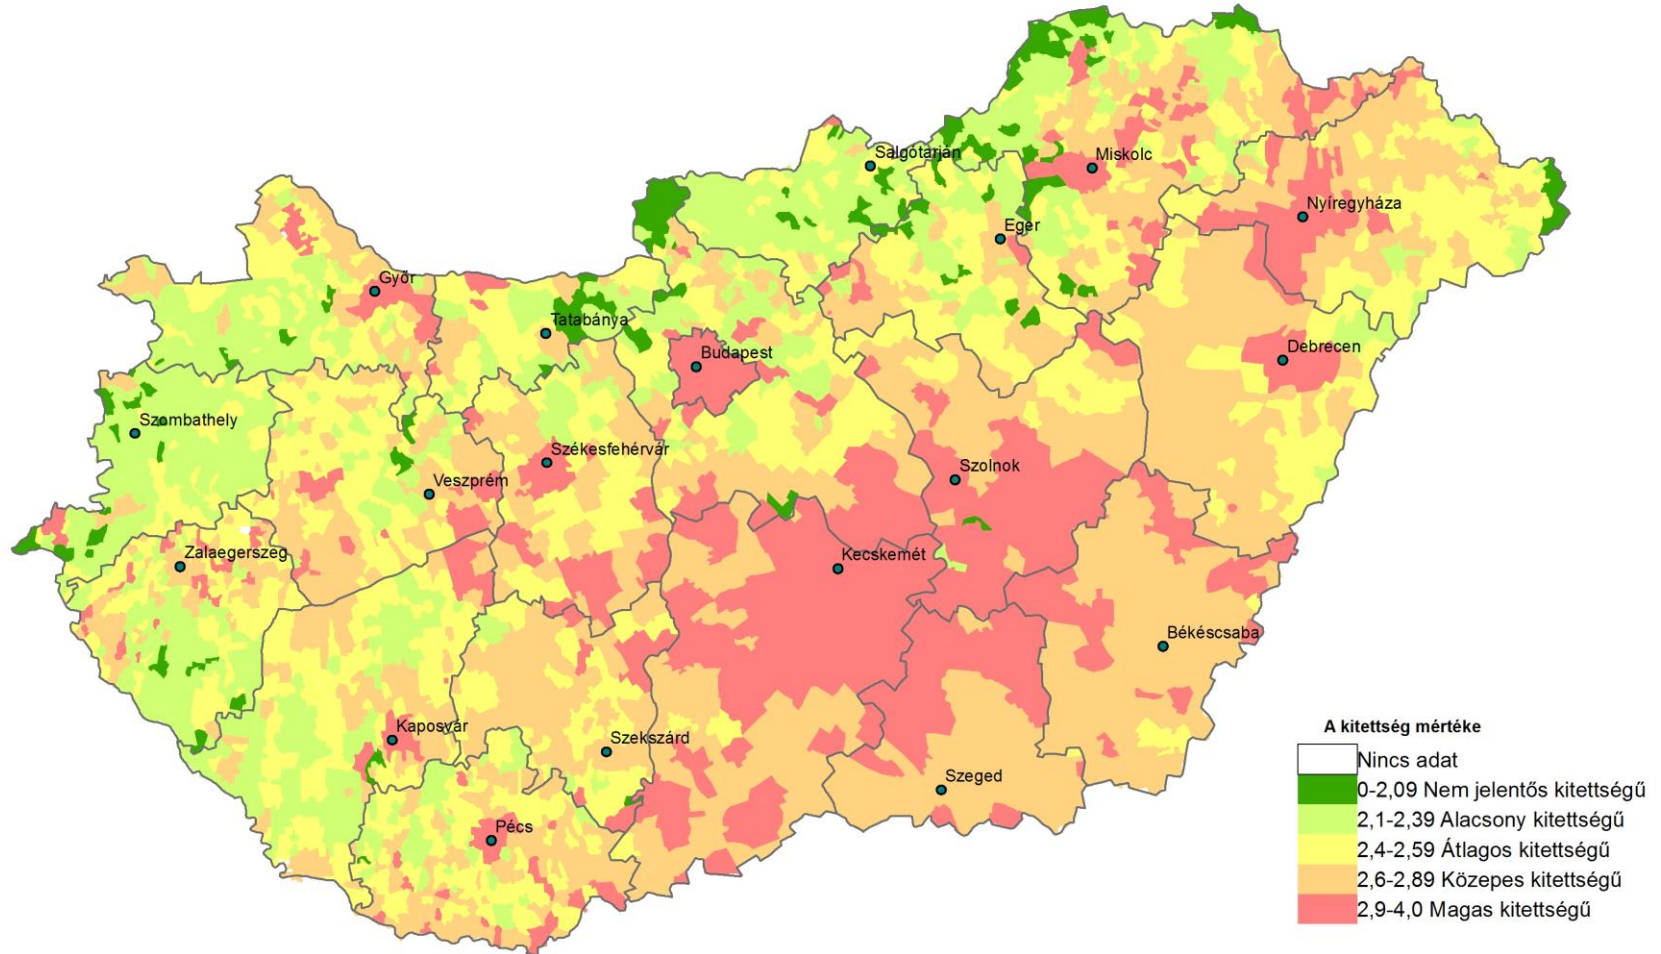 Salgótarján
Miskolc
Nyíregyháza
Eger
Győr
Tatabánya
Budapest
Debrecen
Szombathely
Székesfehérvár
Veszprém
Szolnok
Zalaegerszeg
Kecskemét
Békéscsaba
Kaposvár
Szekszárd
Szeged
Pécs
A kitettség mértéke
Nincs adat
0-2,09 Nem jelentős kitettségű
2,1-2,39 Alacsony kitettségű
2,4-2,59 Átlagos kitettségű
2,6-2,89 Közepes kitettségű
2,9-4,0 Magas kitettségű